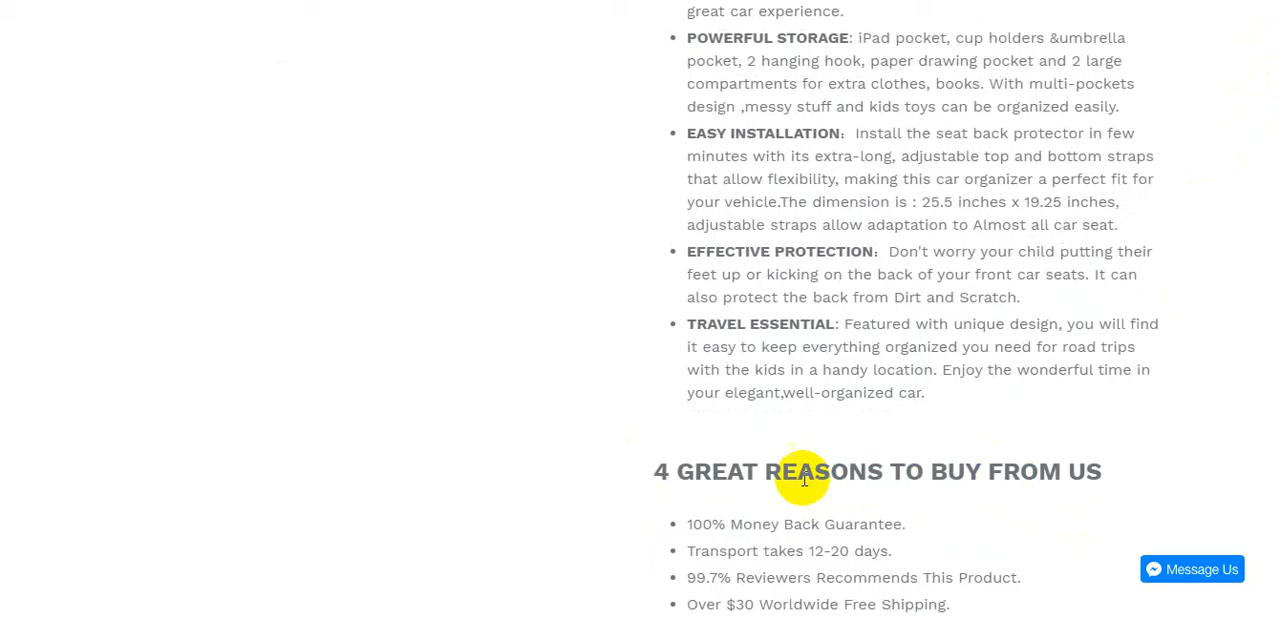 great car experience.
• POWERFUL STORAGE: iPad pocket, cup holders &umbrella
pocket, 2 hanging hook, paper drawing pocket and 2 large
compartments for extra clothes, books. With multi-pockets
design ,messy stuff and kids toys can be organized easily.
• EASY INSTALLATION： Install the seat back protector in few
minutes with its extra-long, adjustable top and bottom straps
that allow flexibility, making this car organizer a perfect fit for
your vehicle.The dimension is : 25.5 inches x 19.25 inches,
adjustable straps allow adaptation to Almost all car seat.
• EFFECTIVE PROTECTION： Don't worry your child putting their
feet up or kicking on the back of your front car seats. It can
also protect the back from Dirt and Scratch.
• TRAVEL ESSENTIAL: Featured with unique design, you will find
it easy to keep everything organized you need for road trips
with the kids in a handy location. Enjoy the wonderful time in
your elegant,well-organized car.
4 GREAT REASONS TO BUY FROM US
• 100% Money Back Guarantee.
• Transport takes 12-20 days.
• 99.7% Reviewers Recommends This Product.
• Over $30 Worldwide Free Shipping.
Message Us